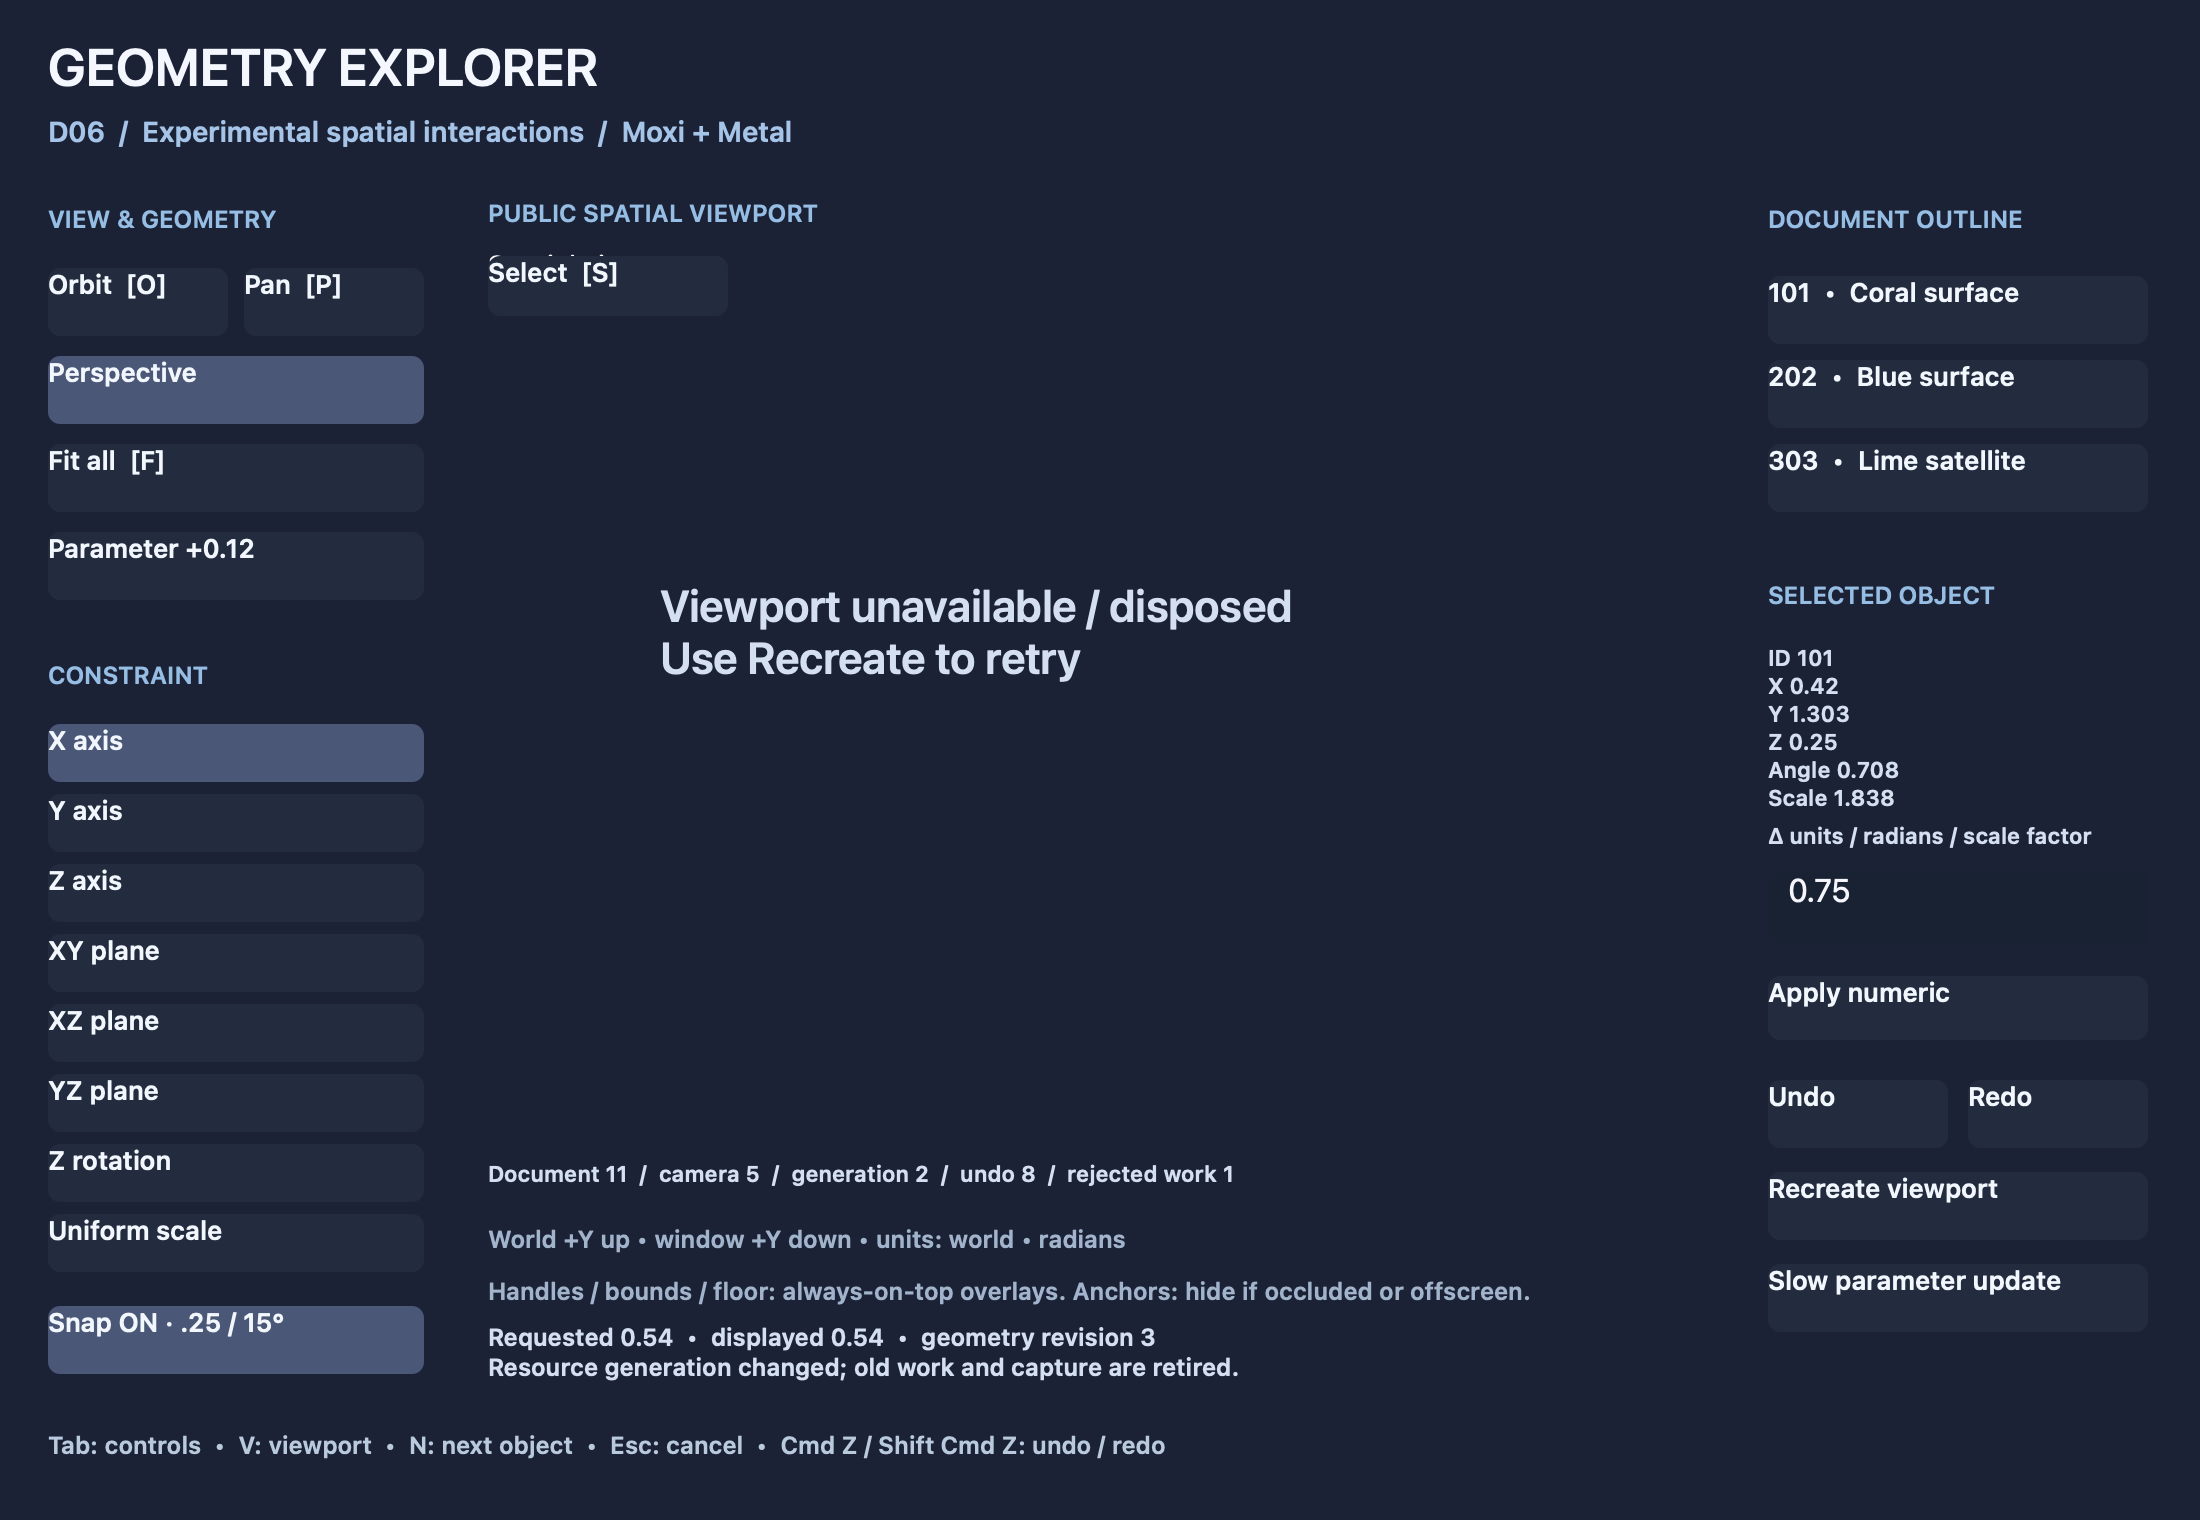 GEOMETRY EXPLORER
D06 / Experimental spatial interactions / Moxi + Metal
VIEW & GEOMETRY
Orbit [O]
Pan [P]
Perspective
Fit all [F]
Parameter +0.12
CONSTRAINT
X axis
Y axis
Z axis
XY plane
XZ plane
YZ plane
Z rotation
Uniform scale
Snap ON · .25 / 15°
PUBLIC SPATIAL VIEWPORT
Select [S]
Viewport unavailable / disposed
Use Recreate to retry
Document 11 / camera 5 / generation 2 / undo 8 / rejected work 1
World +Y up • window +Y down • units: world • radians
Handles / bounds / floor: always-on-top overlays. Anchors: hide if occluded or offscreen.
Requested 0.54 • displayed 0.54 • geometry revision 3
Resource generation changed; old work and capture are retired.
DOCUMENT OUTLINE
101 • Coral surface
202 • Blue surface
303 • Lime satellite
SELECTED OBJECT
ID 101
X 0.42
Y 1.303
Z 0.25
Angle 0.708
Scale 1.838
Δ units / radians / scale factor
0.75
Apply numeric
Undo
Redo
Recreate viewport
Slow parameter update
Tab: controls • V: viewport • N: next object • Esc: cancel • Cmd Z / Shift Cmd Z: undo / redo